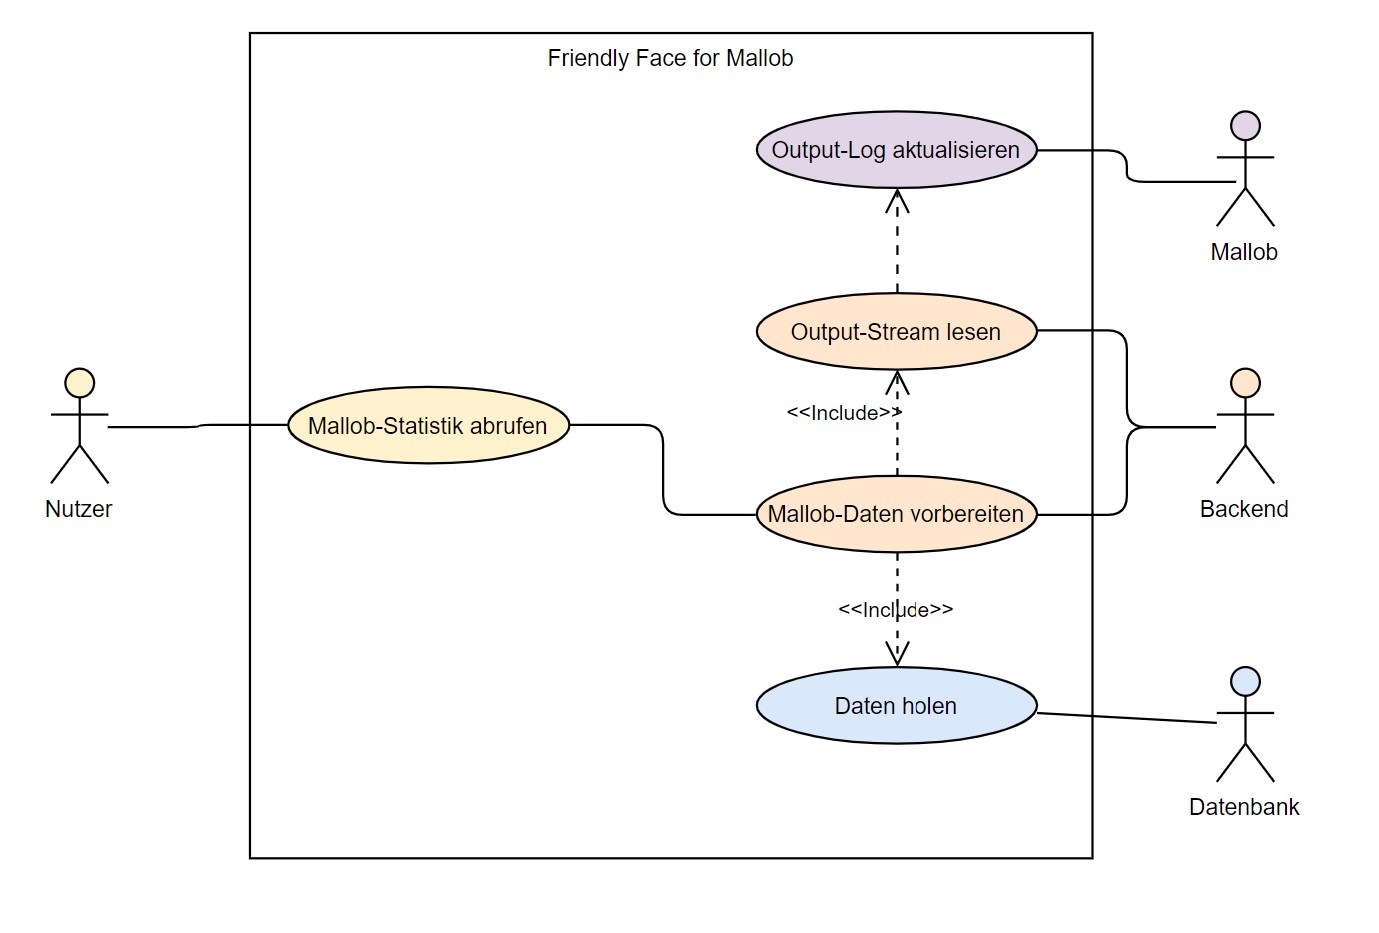 Friendly Face for Mallob
Output-Log aktualisieren
Mallob
Output-Stream lesen
<<Include>>
Mallob-Statistik abrufen
Nutzer
Mallob-Daten vorbereiten
Backend
<<Include>>
Daten holen
Datenbank